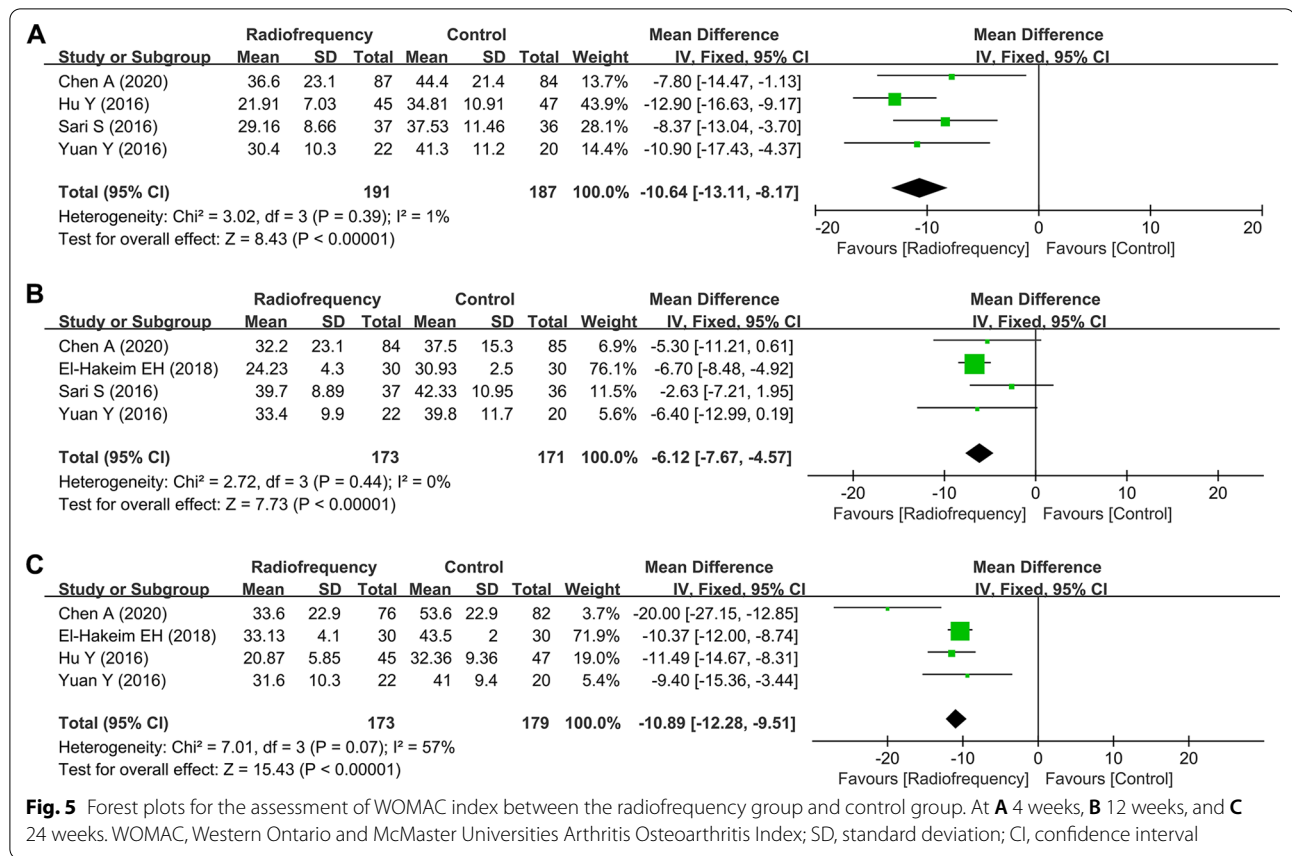 A
Radiofrequency Control Mean Difference Mean Difference
Study or Subgroup Mean SD Total Mean SD Total Weight IV, Fixed, 95% CI IV, Fixed, 95% CI
Chen A (2020) 36.6 23.1 87 44.4 21.4 84 13.7% -7.80 [-14.47, -1.13]
Hu Y (2016) 21.91 7.03 45 34.81 10.91 47 43.9% -12.90 [-16.63, -9.17]
Sari S (2016) 29.16 8.66 37 37.53 11.46 36 28.1% -8.37 [-13.04, -3.70]
Yuan Y (2016) 30.4 10.3 22 41.3 11.2 20 14.4% -10.90 [-17.43, -4.37]
Total (95% CI) 191 187 100.0% -10.64 [-13.11, -8.17]
Heterogeneity: Chi² = 3.02, df = 3 (P = 0.39); I² = 1%
Test for overall effect: Z = 8.43 (P < 0.00001)
-20 -10 0 10 20
Favours [Radiofrequency] Favours [Control]
B
Radiofrequency Control Mean Difference Mean Difference
Study or Subgroup Mean SD Total Mean SD Total Weight IV, Fixed, 95% CI IV, Fixed, 95% CI
Chen A (2020) 32.2 23.1 84 37.5 15.3 85 6.9% -5.30 [-11.21, 0.61]
El-Hakeim EH (2018) 24.23 4.3 30 30.93 2.5 30 76.1% -6.70 [-8.48, -4.92]
Sari S (2016) 39.7 8.89 37 42.33 10.95 36 11.5% -2.63 [-7.21, 1.95]
Yuan Y (2016) 33.4 9.9 22 39.8 11.7 20 5.6% -6.40 [-12.99, 0.19]
Total (95% CI) 173 171 100.0% -6.12 [-7.67, -4.57]
Heterogeneity: Chi² = 2.72, df = 3 (P = 0.44); I² = 0%
Test for overall effect: Z = 7.73 (P < 0.00001)
-20 -10 0 10 20
Favours [Radiofrequency] Favours [Control]
C
Radiofrequency Control Mean Difference Mean Difference
Study or Subgroup Mean SD Total Mean SD Total Weight IV, Fixed, 95% CI IV, Fixed, 95% CI
Chen A (2020) 33.6 22.9 76 53.6 22.9 82 3.7% -20.00 [-27.15, -12.85]
El-Hakeim EH (2018) 33.13 4.1 30 43.5 2 30 71.9% -10.37 [-12.00, -8.74]
Hu Y (2016) 20.87 5.85 45 32.36 9.36 47 19.0% -11.49 [-14.67, -8.31]
Yuan Y (2016) 31.6 10.3 22 41 9.4 20 5.4% -9.40 [-15.36, -3.44]
Total (95% CI) 173 179 100.0% -10.89 [-12.28, -9.51]
Heterogeneity: Chi² = 7.01, df = 3 (P = 0.07); I² = 57%
Test for overall effect: Z = 15.43 (P < 0.00001)
-20 -10 0 10 20
Favours [Radiofrequency] Favours [Control]
Fig. 5 Forest plots for the assessment of WOMAC index between the radiofrequency group and control group. At A 4 weeks, B 12 weeks, and C
24 weeks. WOMAC, Western Ontario and McMaster Universities Arthritis Osteoarthritis Index; SD, standard deviation; CI, confidence interval